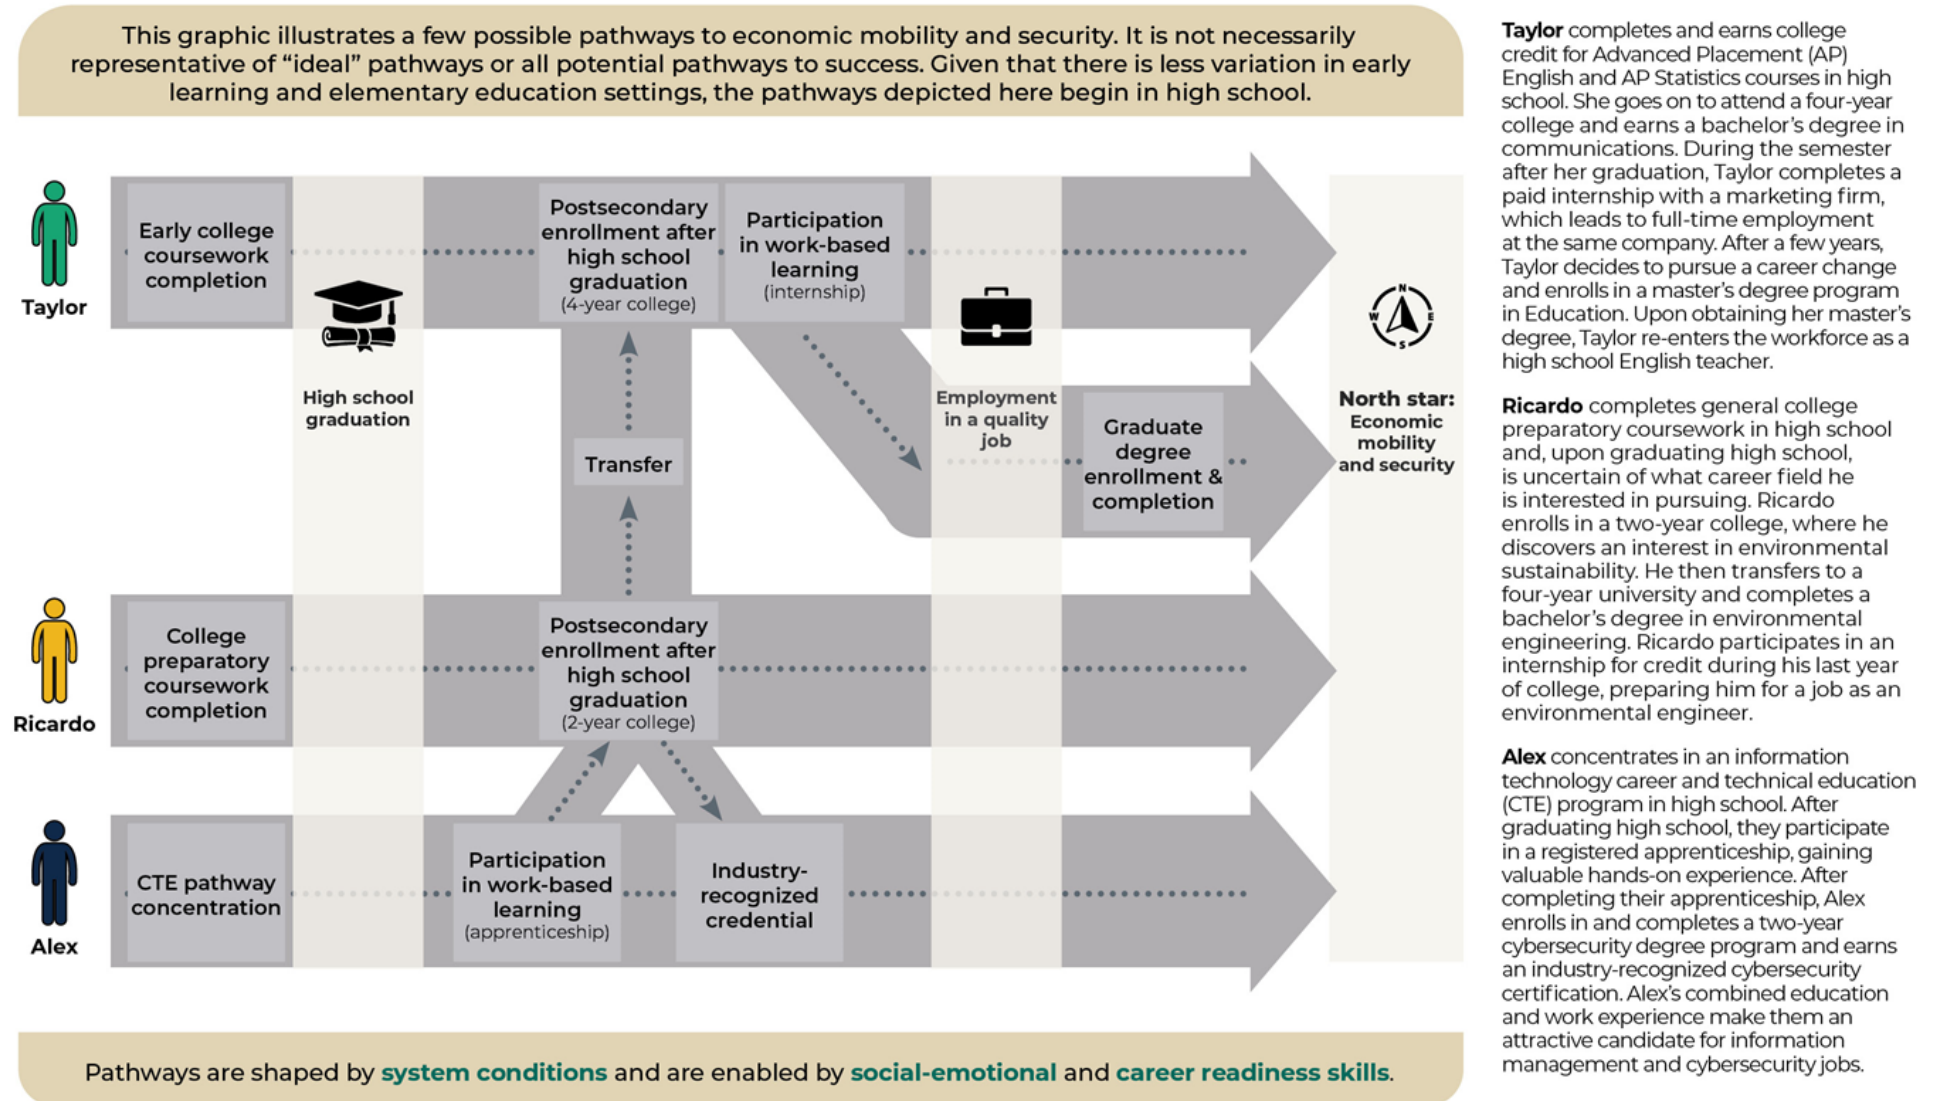 This graphic illustrates a few possible pathways to economic mobility and security. It is not necessarily
representative of “ideal” pathways or all potential pathways to success. Given that there is less variation in early
learning and elementary education settings, the pathways depicted here begin in high school.
Taylor
Early college
coursework
completion
High school
graduation
Postsecondary
enrollment after
high school
graduation
(4-year college)
Participation
in work-based
learning
(internship)
Employment
in a quality
job
Graduate
degree
enrollment &
completion
N
W
E
S
North star:
Economic
mobility
and security
Transfer
Ricardo
College
preparatory
coursework
completion
Postsecondary
enrollment after
high school
graduation
(2-year college)
Alex
CTE pathway
concentration
Participation
in work-based
learning
(apprenticeship)
Industry-
recognized
credential
Pathways are shaped by system conditions and are enabled by social-emotional and career readiness skills.
Taylor completes and earns college
credit for Advanced Placement (AP)
English and AP Statistics courses in high
school. She goes on to attend a four-year
college and earns a bachelor’s degree in
communications. During the semester
after her graduation, Taylor completes a
paid internship with a marketing firm,
which leads to full-time employment
at the same company. After a few years,
Taylor decides to pursue a career change
and enrolls in a master’s degree program
in Education. Upon obtaining her master’s
degree, Taylor re-enters the workforce as a
high school English teacher.
Ricardo completes general college
preparatory coursework in high school
and, upon graduating high school,
is uncertain of what career field he
is interested in pursuing. Ricardo
enrolls in a two-year college, where he
discovers an interest in environmental
sustainability. He then transfers to a
four-year university and completes a
bachelor’s degree in environmental
engineering. Ricardo participates in an
internship for credit during his last year
of college, preparing him for a job as an
environmental engineer.
Alex concentrates in an information
technology career and technical education
(CTE) program in high school. After
graduating high school, they participate
in a registered apprenticeship, gaining
valuable hands-on experience. After
completing their apprenticeship, Alex
enrolls in and completes a two-year
cybersecurity degree program and earns
an industry-recognized cybersecurity
certification. Alex’s combined education
and work experience make them an
attractive candidate for information
management and cybersecurity jobs.